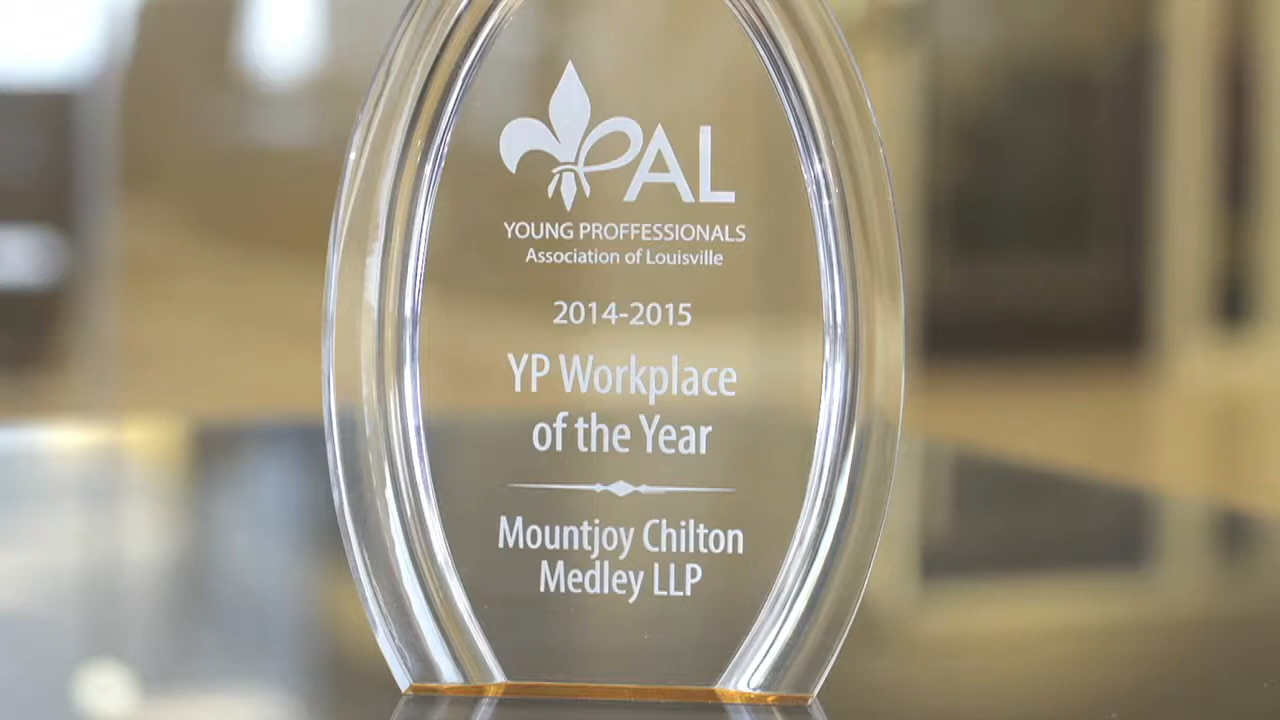 YPAL
YOUNG PROFFESSIONALS
Association of Louisville
2014-2015
YP Workplace
of the Year
Mountjoy Chilton
Medley LLP